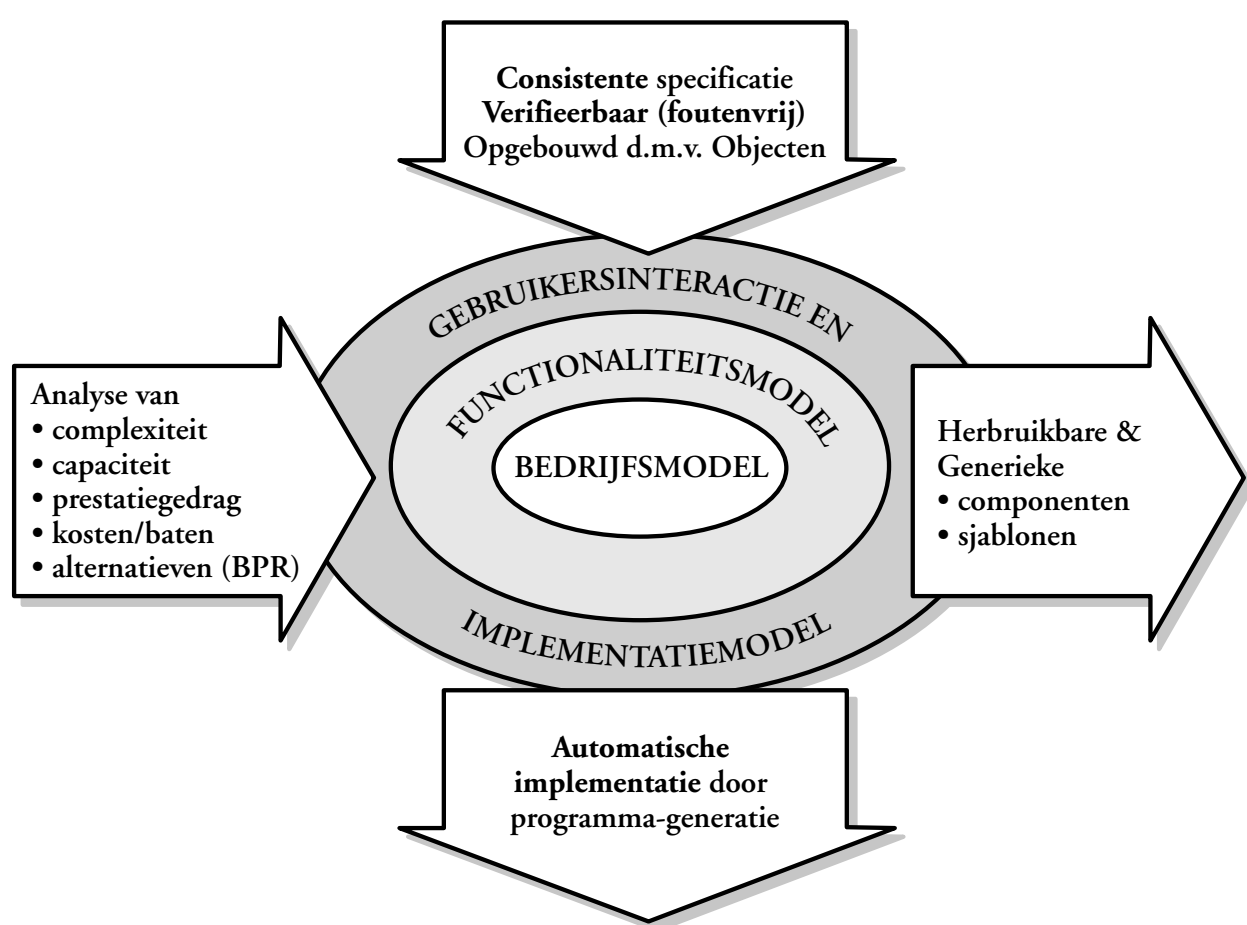 Consistente specificatie
Verifieerbaar (foutenvrij)
Opgebouwd d.m.v. Objecten
GEBRUIKERSINTERACTIE EN
FUNCTIONALITEITSMODEL
BEDRIJFSMODEL
IMPLEMENTATIEMODEL
Analyse van
• complexiteit
• capaciteit
• prestatiegedrag
• kosten/baten
• alternatieven (BPR)
Herbruikbare &
Generieke
• componenten
• sjablonen
Automatische
implementatie door
programma-generatie